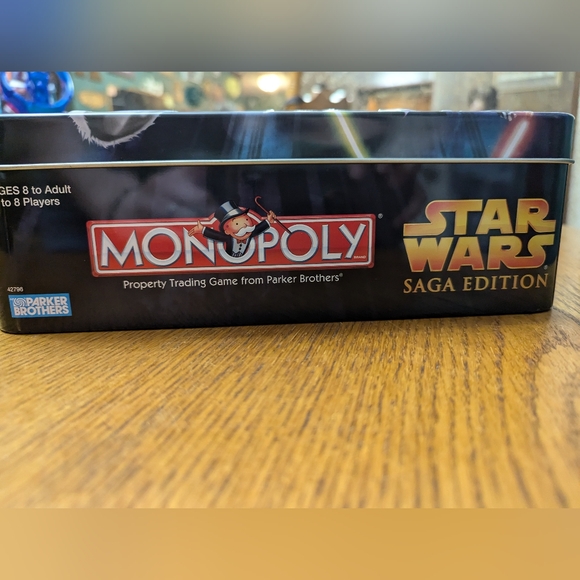 GES 8 to Adult
to 8 Players
MONOPOLY®
Property Trading Game from Parker Brothers®
STAR
WARS
SAGA EDITION
42796
PARKER
BROTHERS